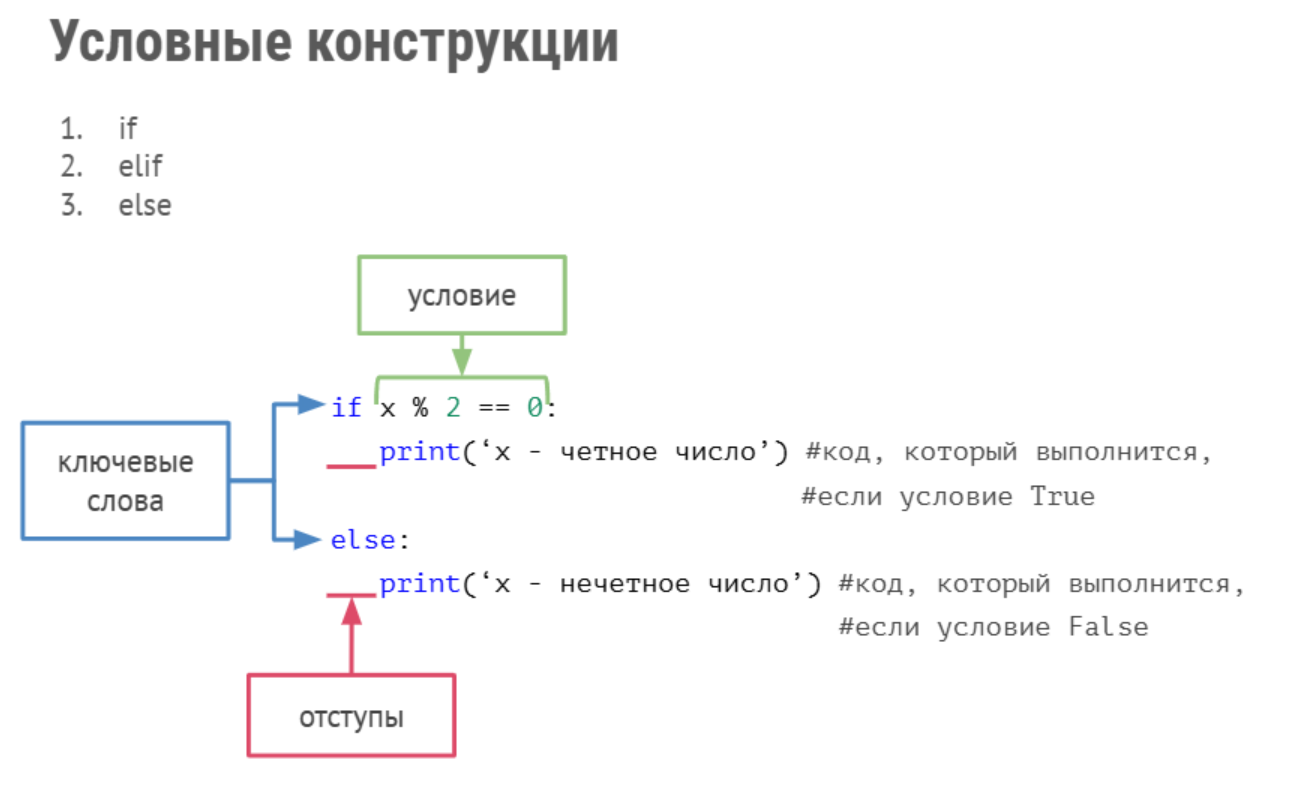 Условные конструкции
1. if
2. elif
3. else
условие
ключевые
слова
if x % 2 == 0:
print(‘x - четное число’) #код, который выполнится,
#если условие True
else:
print(‘x - нечетное число’) #код, который выполнится,
#если условие False
отступы